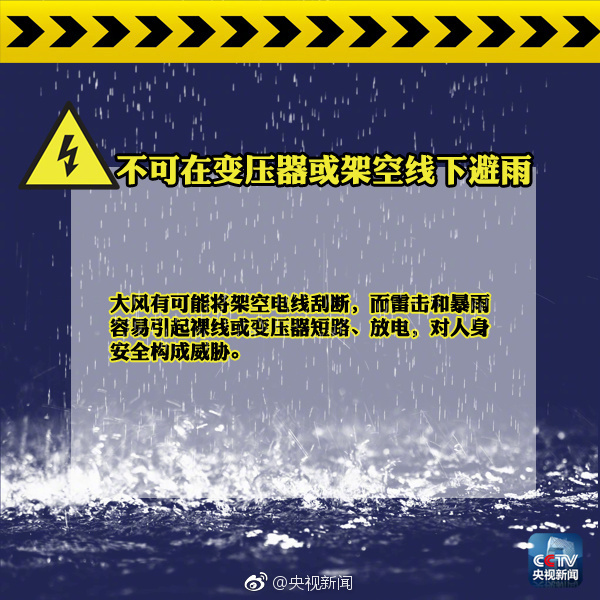 不可在变压器或架空线下避雨
大风有可能将架空电线刮断，而雷击和暴雨
容易引起裸线或变压器短路、放电，对人身
安全构成威胁。
CCTV
央视新闻
@央视新闻